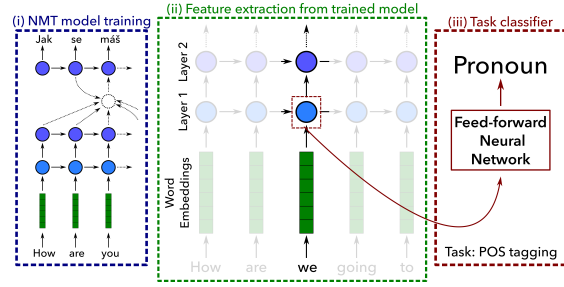 (i) NMT model training
Jak se máš
How are you
(ii) Feature extraction from trained model
Layer 2
Layer 1
Word
Embeddings
How are we going to
(iii) Task classifier
Pronoun
Feed-forward
Neural
Network
Task: POS tagging